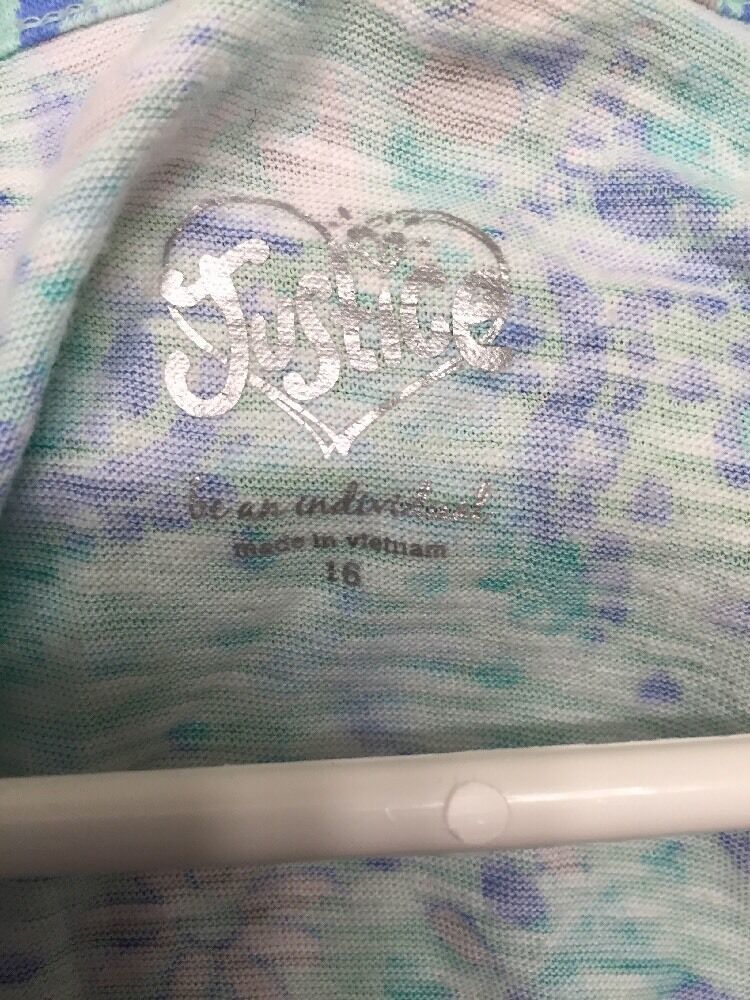 Justice
be an individual
made in vietnam
16